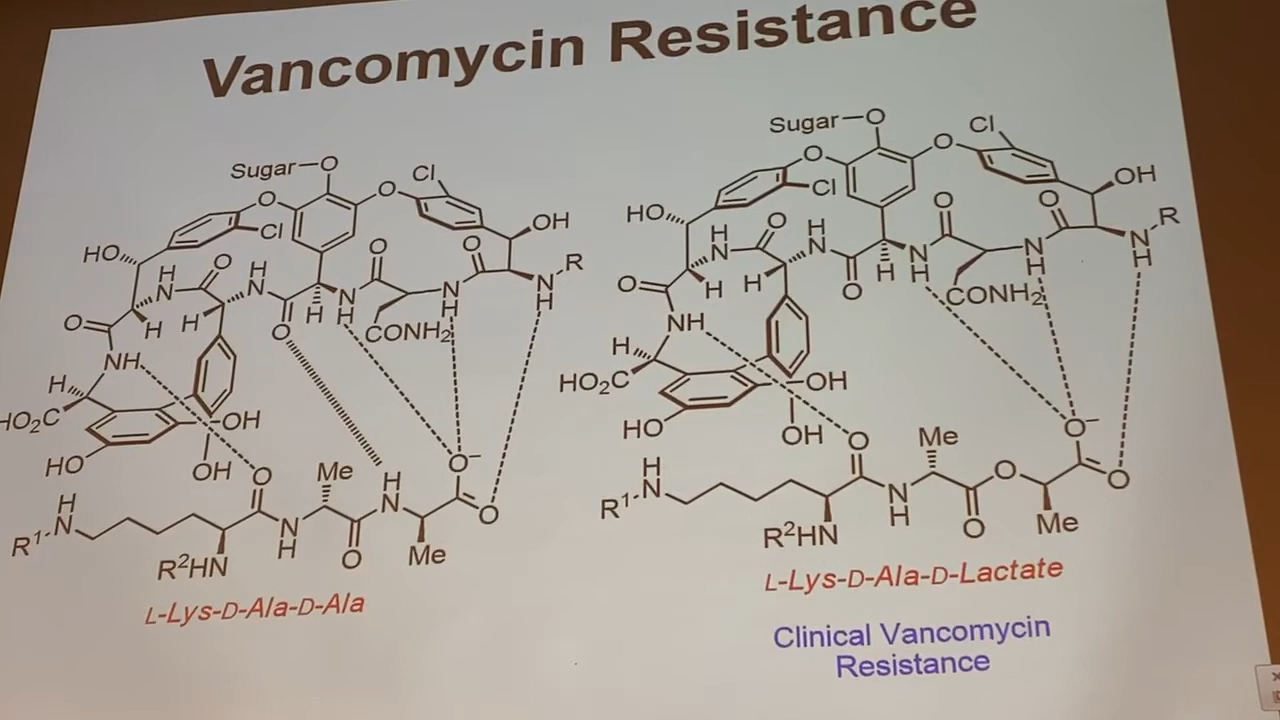 Vancomycin Resistance
Sugar—O
Cl
O
O
Cl
OH
HO
H
N
O
H
N
O
O
R
N
H
O
H
H
O
H
N
H
CONH2
N
H
NH
H
HO2C
OH
HO
OH
O
Me
H
N
O−
O
H
N
R1
R2HN
N
H
O
Me
L-Lys-D-Ala-D-Ala
Sugar—O
Cl
O
O
Cl
OH
HO
H
N
O
H
N
O
O
R
N
H
O
H
H
O
H
N
H
CONH2
N
H
NH
H
HO2C
OH
HO
OH
O
Me
O
O−
O
H
N
R1
R2HN
N
H
O
Me
L-Lys-D-Ala-D-Lactate
Clinical Vancomycin
Resistance